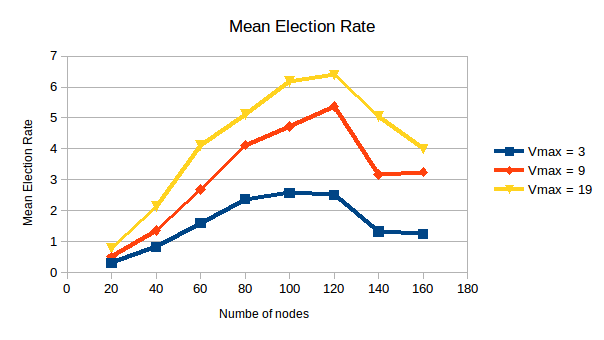 Mean Election Rate
7
6
5
4
3
2
1
0
Mean Election Rate
0 20 40 60 80 100 120 140 160 180
Numbe of nodes
Vmax = 3
Vmax = 9
Vmax = 19